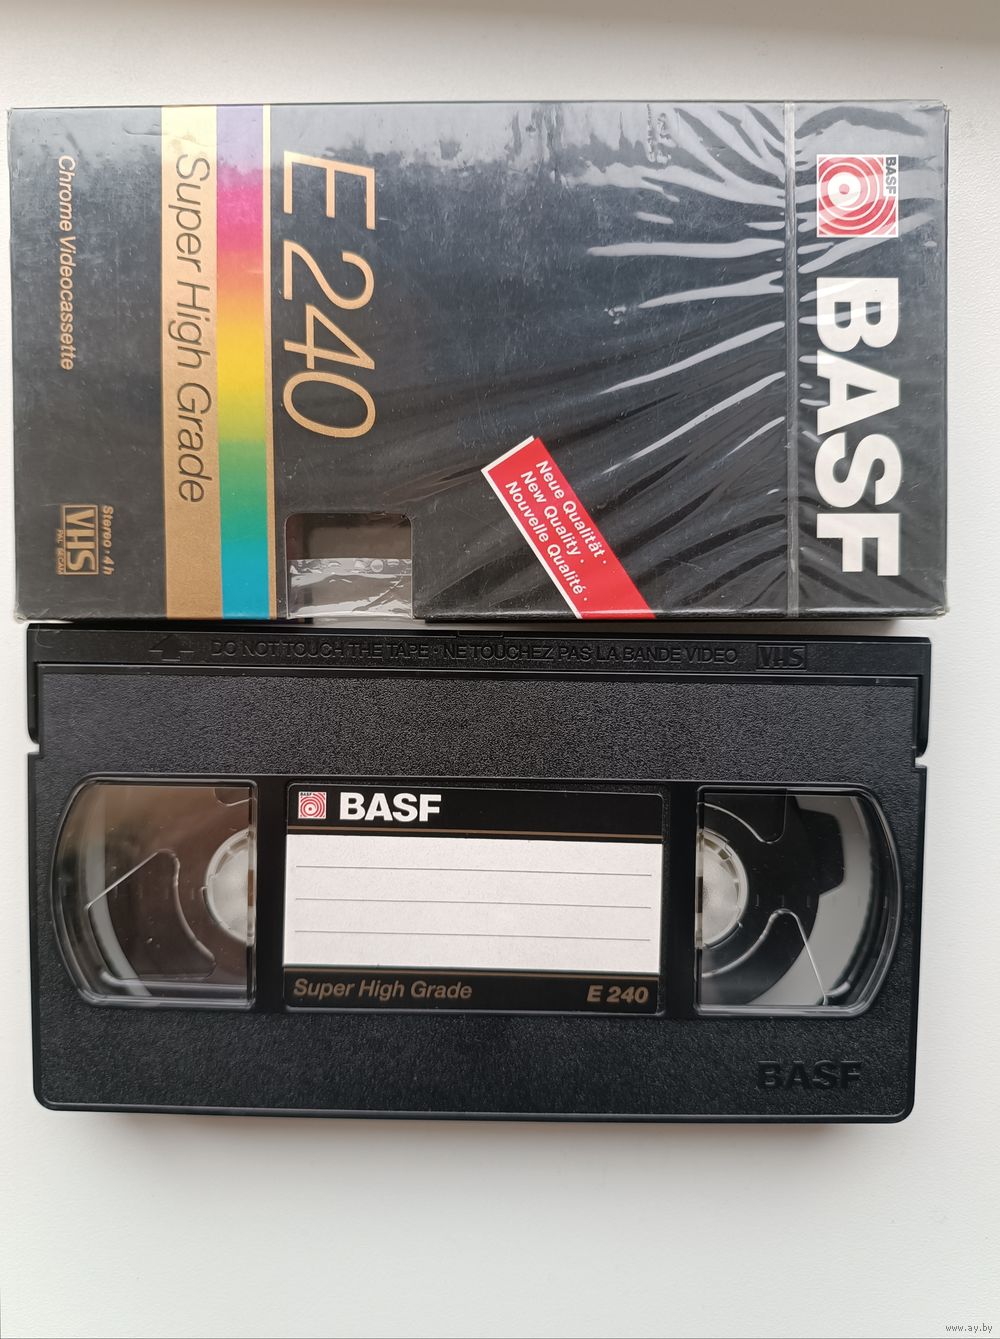 BASF
BASF
Neue Qualität ·
New Quality ·
Nouvelle Qualité ·
E 240
Super High Grade
Chrome Videocassette
Stereo · 4h
VHS
PAL SECAM
DO NOT TOUCH THE TAPE · NE TOUCHEZ PAS LA BANDE VIDEO VHS
BASF
BASF
Super High Grade E 240
BASF
www.ay.by